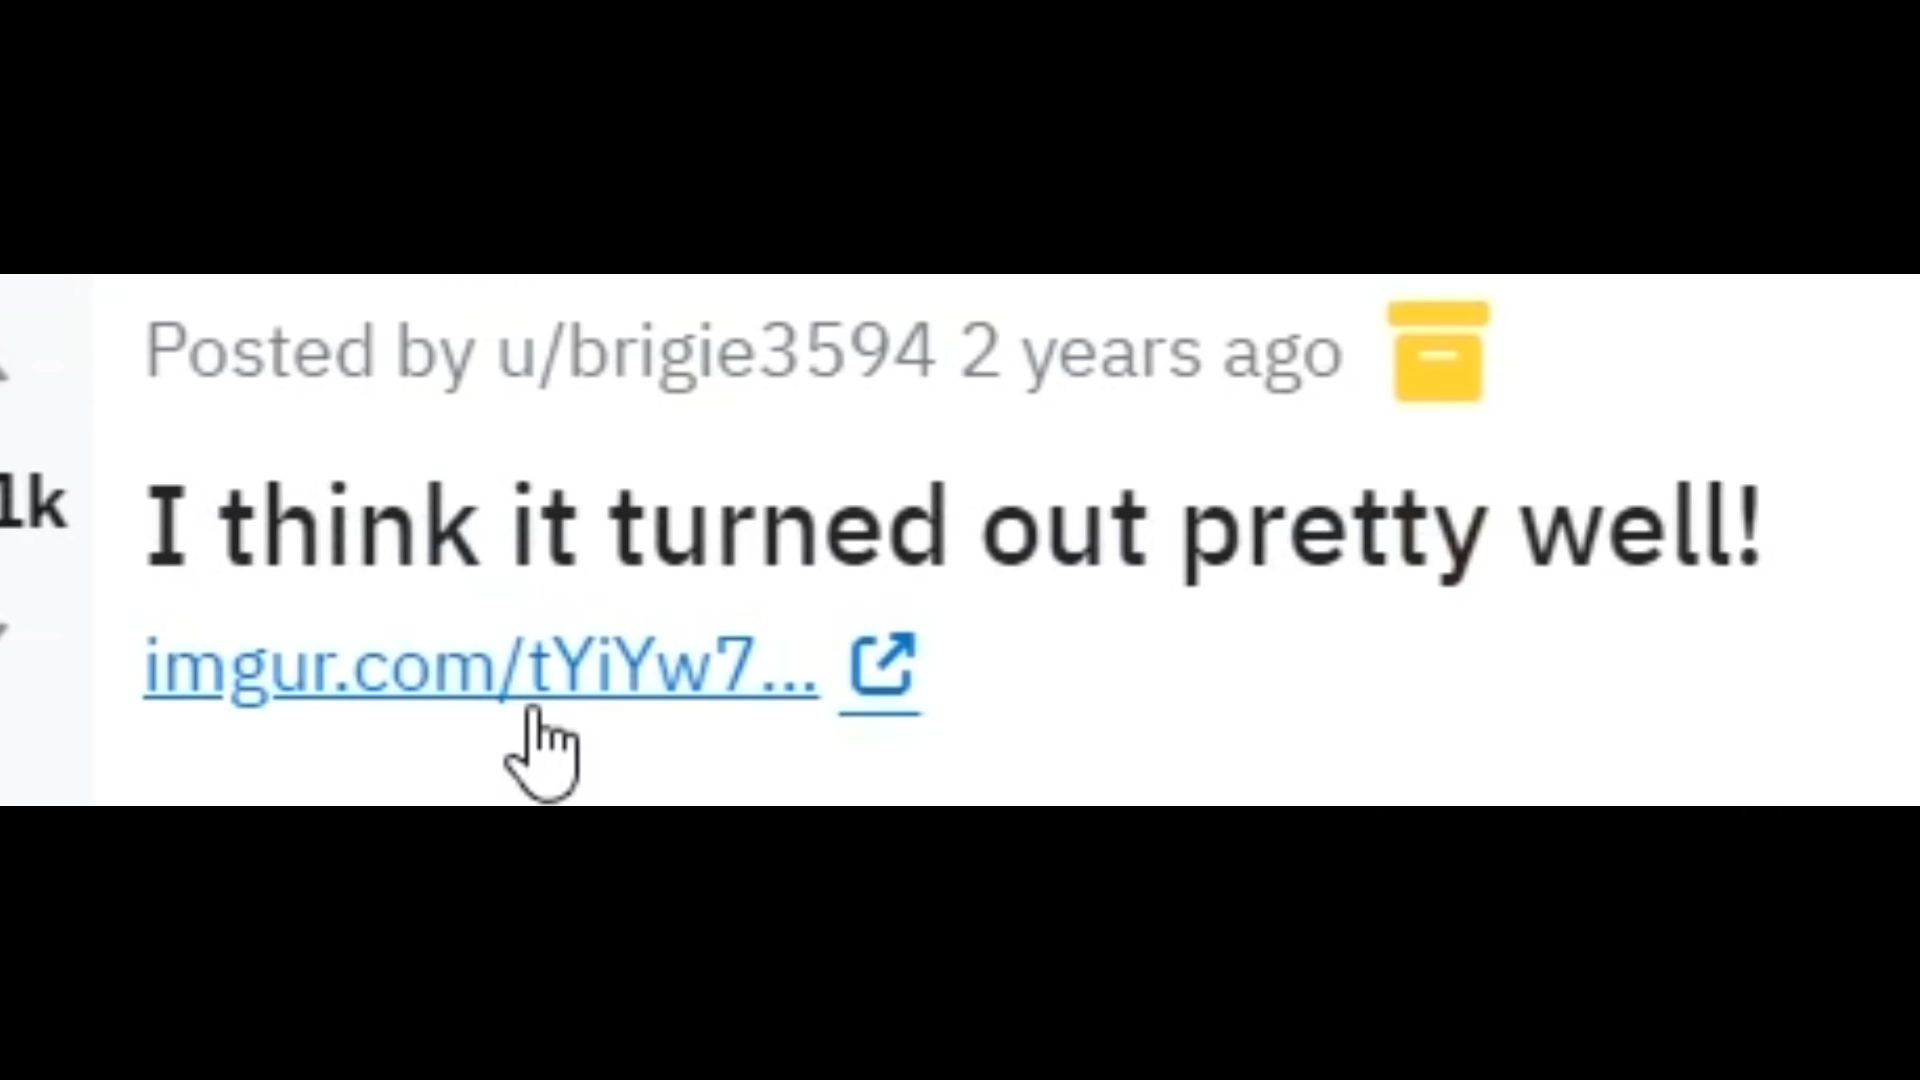 Posted by u/brigie3594 2 years ago
1k
I think it turned out pretty well!
imgur.com/tYiYw7...